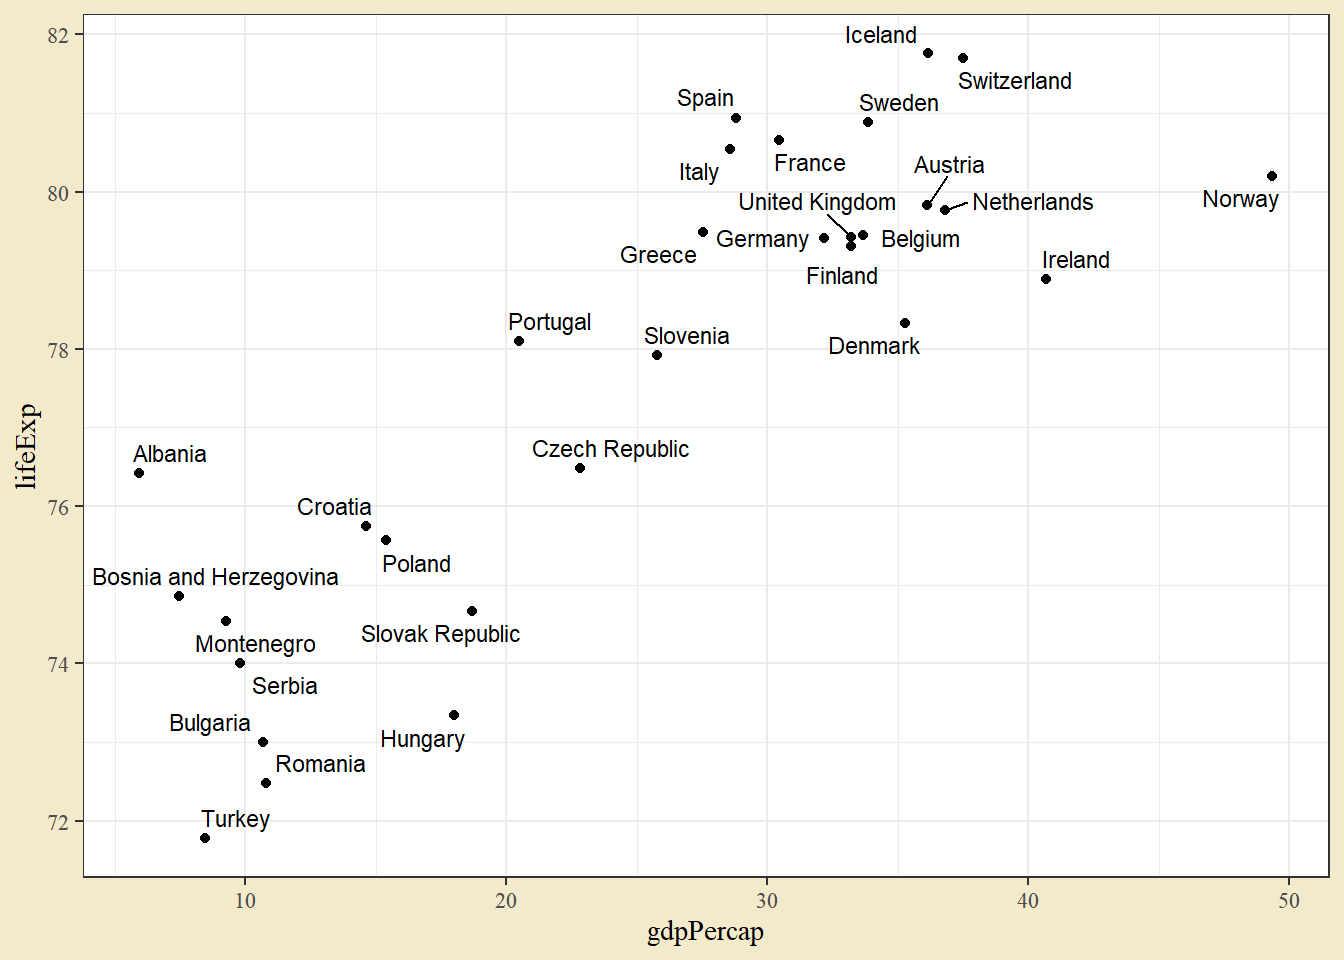 82
Iceland
Switzerland
Spain
Sweden
Italy
France
Austria
80
United Kingdom
Netherlands
Norway
Greece
Germany
Belgium
Finland
Ireland
Portugal
Slovenia
Denmark
78
Albania
Czech Republic
lifeExp
76
Croatia
Poland
Bosnia and Herzegovina
Montenegro
Slovak Republic
74
Serbia
Bulgaria
Hungary
Romania
Turkey
72
10 20 30 40 50
gdpPercap